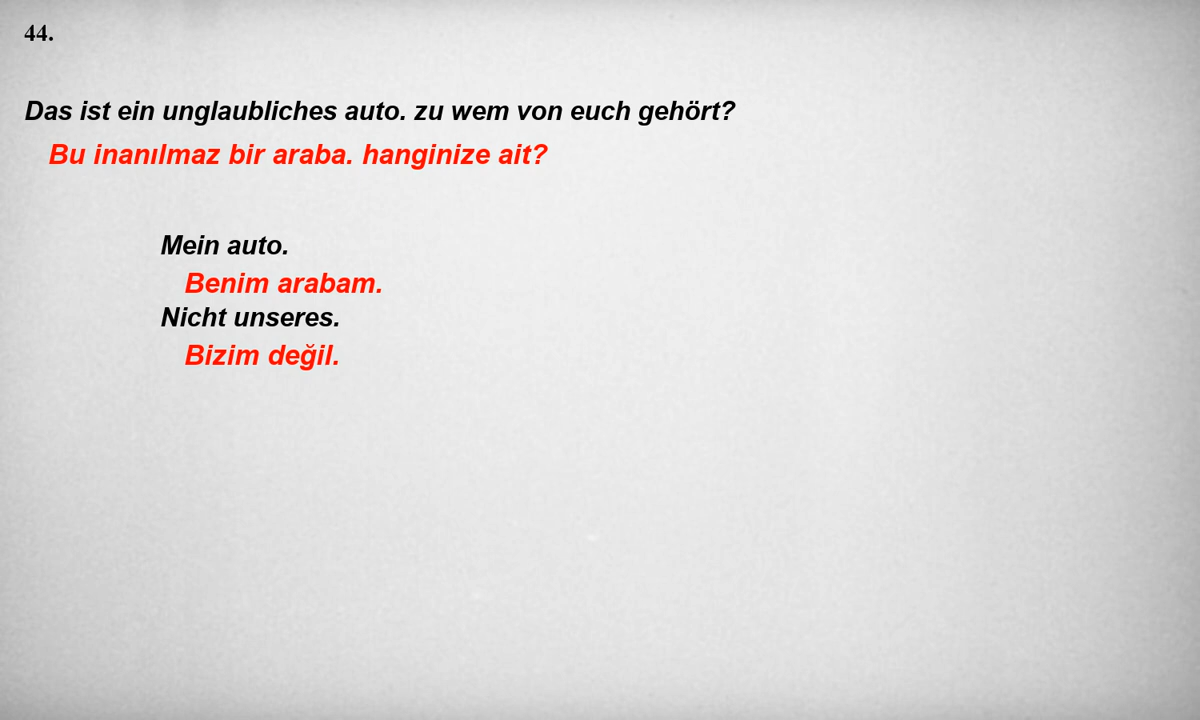 44.
Das ist ein unglaubliches auto. zu wem von euch gehört?
Bu inanılmaz bir araba. hanginize ait?
Mein auto.
Benim arabam.
Nicht unseres.
Bizim değil.